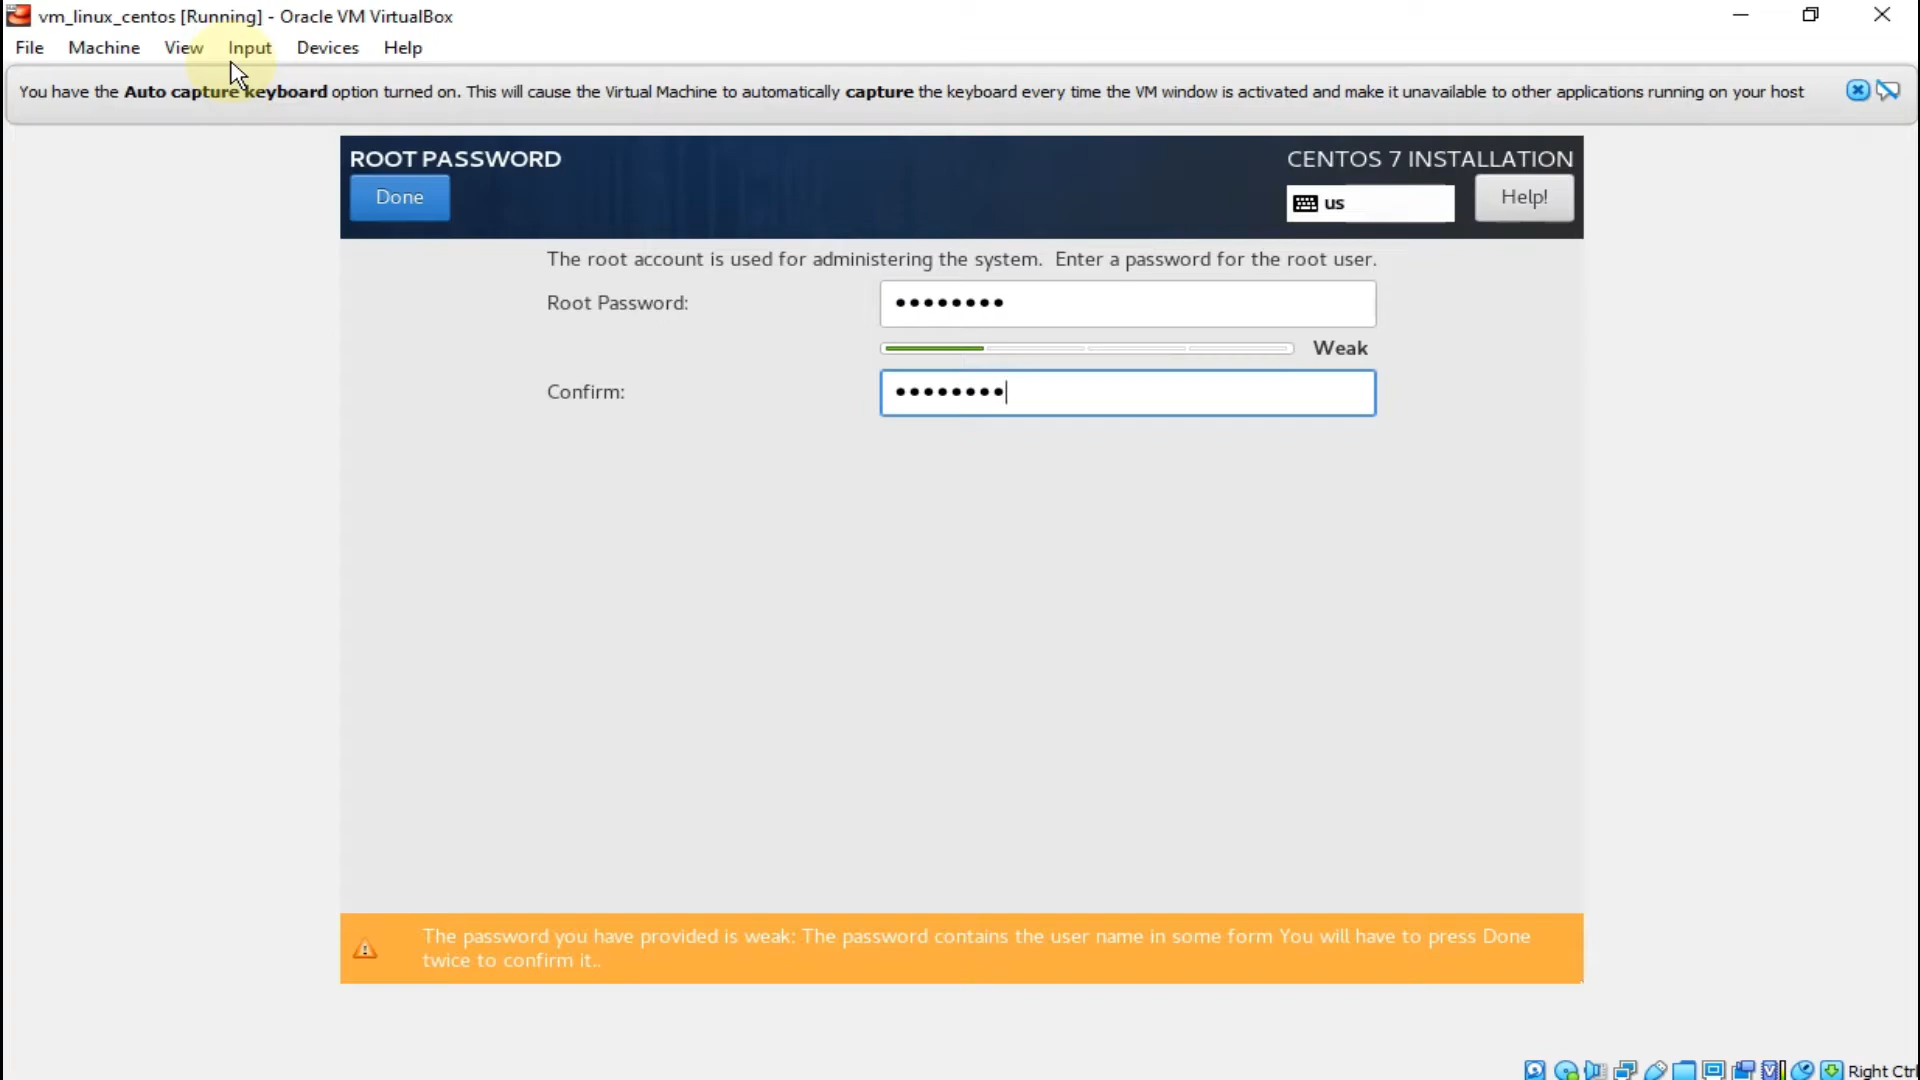 vm_linux_centos [Running] - Oracle VM VirtualBox
File Machine View Input Devices Help
You have the Auto capture keyboard option turned on. This will cause the Virtual Machine to automatically capture the keyboard every time the VM window is activated and make it unavailable to other applications running on your host
ROOT PASSWORD
CENTOS 7 INSTALLATION
Done
us
Help!
The root account is used for administering the system. Enter a password for the root user.
Root Password:
••••••••
Weak
Confirm:
••••••••
The password you have provided is weak: The password contains the user name in some form You will have to press Done
twice to confirm it..
Right Ctrl